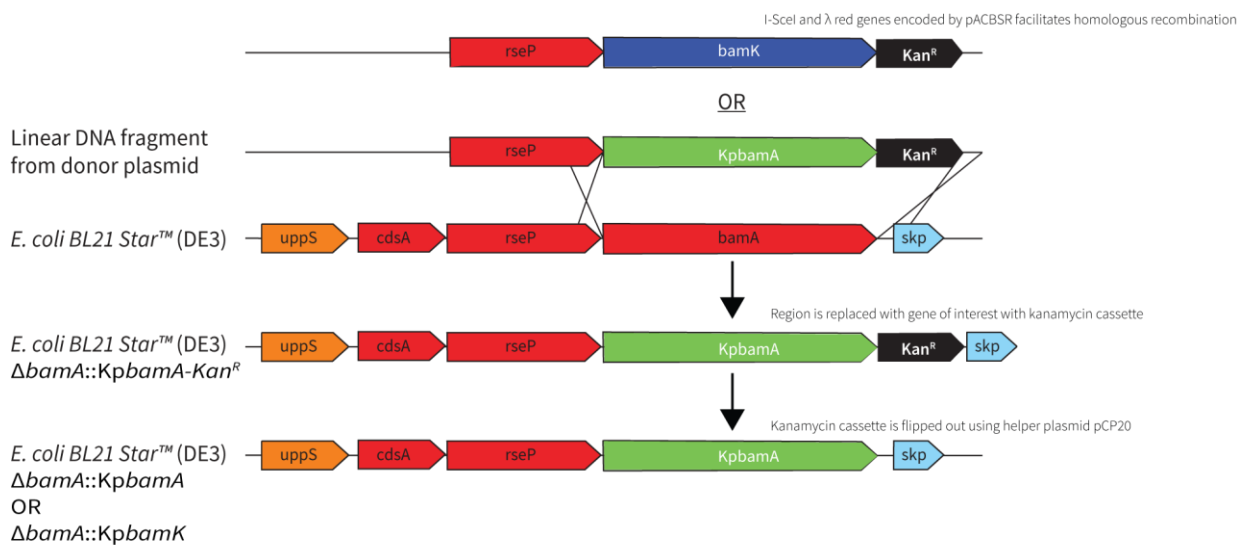 I-SceI and λ red genes encoded by pACBSR facilitates homologous recombination
rseP bamK Kanᴿ
OR
Linear DNA fragment
from donor plasmid
rseP KpbamA Kanᴿ
E. coli BL21 Star™ (DE3)
uppS cdsA rseP bamA skp
Region is replaced with gene of interest with kanamycin cassette
E. coli BL21 Star™ (DE3)
ΔbamA::KpbamA-Kanᴿ
uppS cdsA rseP KpbamA Kanᴿ skp
Kanamycin cassette is flipped out using helper plasmid pCP20
E. coli BL21 Star™ (DE3)
uppS cdsA rseP KpbamA skp
ΔbamA::KpbamA
OR
ΔbamA::KpbamK